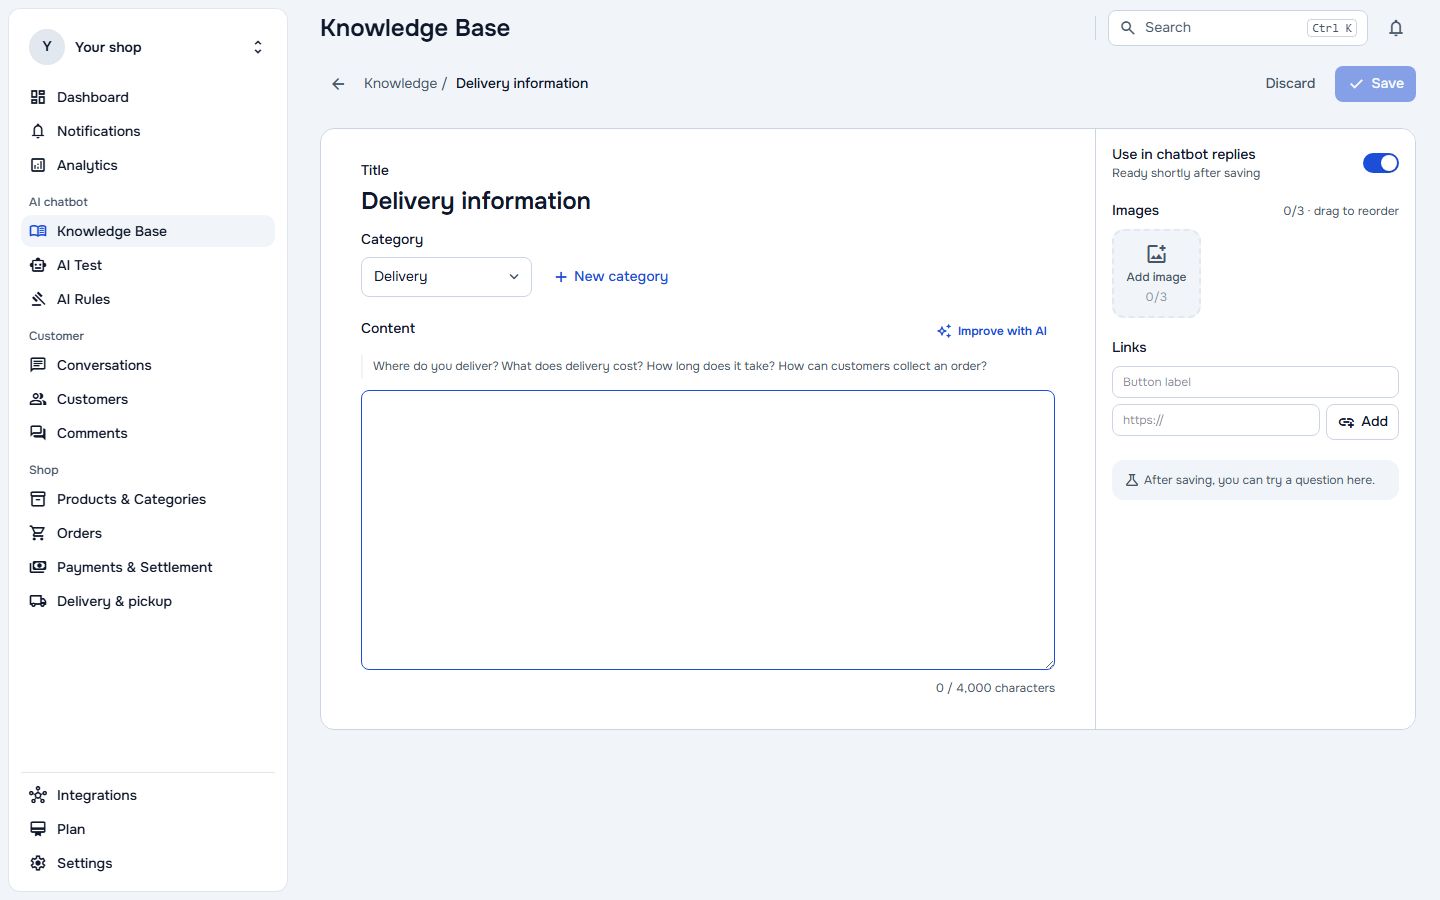 Y
Your shop
Dashboard
Notifications
Analytics
AI chatbot
Knowledge Base
AI Test
AI Rules
Customer
Conversations
Customers
Comments
Shop
Products & Categories
Orders
Payments & Settlement
Delivery & pickup
Integrations
Plan
Settings
Knowledge Base
Search
Ctrl K
Knowledge / Delivery information
Discard
Save
Title
Delivery information
Category
Delivery
New category
Content
Improve with AI
Where do you deliver? What does delivery cost? How long does it take? How can customers collect an order?
0 / 4,000 characters
Use in chatbot replies
Ready shortly after saving
Images
0/3 · drag to reorder
Add image
0/3
Links
Button label
https://
Add
After saving, you can try a question here.